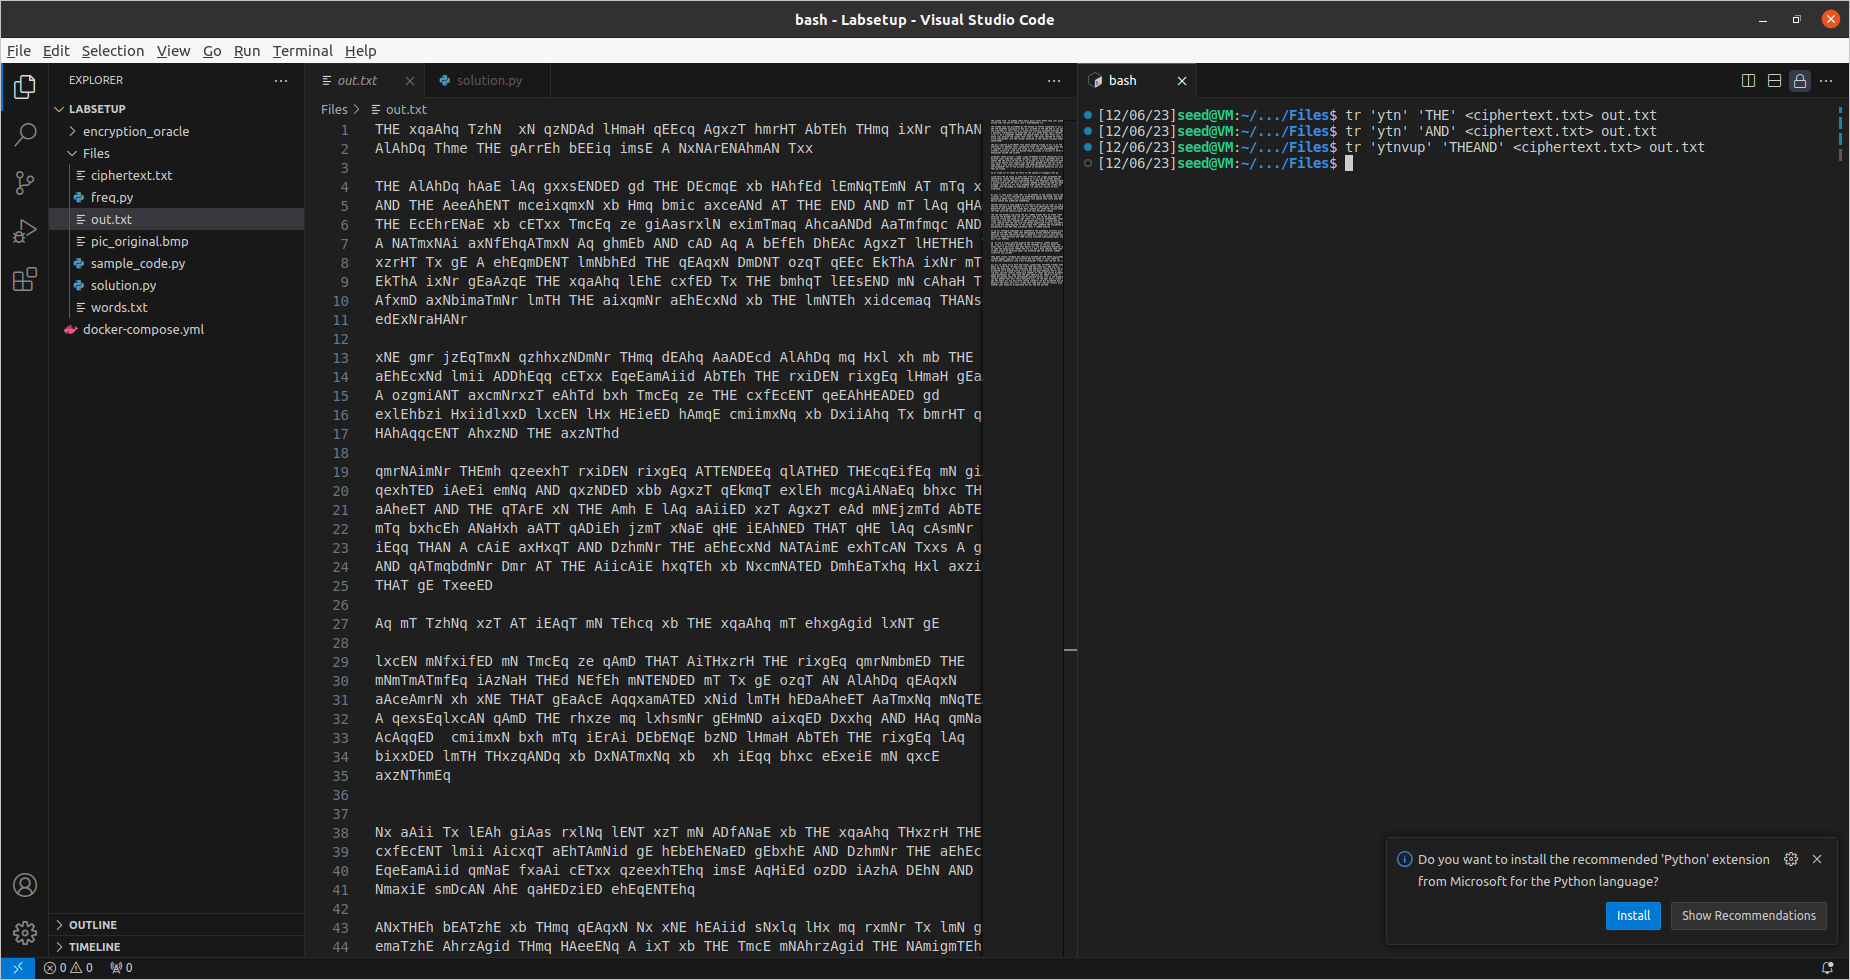 bash - Labsetup - Visual Studio Code
File Edit Selection View Go Run Terminal Help
EXPLORER
LABSETUP
encryption_oracle
Files
ciphertext.txt
freq.py
out.txt
pic_original.bmp
sample_code.py
solution.py
words.txt
docker-compose.yml
OUTLINE
TIMELINE
out.txt
solution.py
Files > out.txt
1 THE xqaAhq TzhN  xN qzNDAd lHmaH qEEcq AgxzT hmrHT AbTEh THmq ixNr qThAN
2 AlAhDq Thme THE gArrEh bEEiq imsE A NxNArENAhmAN Txx
3
4 THE AlAhDq hAaE lAq gxxsENDED gd THE DEcmqE xb HAhfEd lEmNqTEmN AT mTq x
5 AND THE AeeAhENT mceixqmxN xb Hmq bmic axceANd AT THE END AND mT lAq qHA
6 THE EcEhrENaE xb cETxx TmcEq ze giAasrxlN eximTmaq AhcaANDd AaTmfmqc AND
7 A NATmxNAi axNfEhqATmxN Aq ghmEb AND cAD Aq A bEfEh DhEAc AgxzT lHETHEh
8 xzrHT Tx gE A ehEqmDENT lmNbhEd THE qEAqxN DmDNT ozqT qEEc EkThA ixNr mT
9 EkThA ixNr gEaAzqE THE xqaAhq lEhE cxfED Tx THE bmhqT lEEsEND mN cAhaH T
10 AfxmD axNbimaTmNr lmTH THE aixqmNr aEhEcxNd xb THE lmNTEh xidcemaq THANs
11 edExNraHANr
12
13 xNE gmr jzEqTmxN qzhhxzNDmNr THmq dEAhq AaADEcd AlAhDq mq Hxl xh mb THE
14 aEhEcxNd lmii ADDhEqq cETxx EqeEamAiid AbTEh THE rxiDEN rixgEq lHmaH gEa
15 A ozgmiANT axcmNrxzT eAhTd bxh TmcEq ze THE cxfEcENT qeEAhHEADED gd
16 exlEhbzi HxiidlxxD lxcEN lHx HEieED hAmqE cmiimxNq xb DxiiAhq Tx bmrHT q
17 HAhAqqcENT AhxzND THE axzNThd
18
19 qmrNAimNr THEmh qzeexhT rxiDEN rixgEq ATTENDEEq qlATHED THEcqEifEq mN gi
20 qexhTED iAeEi emNq AND qxzNDED xbb AgxzT qEkmqT exlEh mcgAiANaEq bhxc TH
21 aAheET AND THE qTArE xN THE Amh E lAq aAiiED xzT AgxzT eAd mNEjzmTd AbTE
22 mTq bxhcEh ANaHxh aATT qADiEh jzmT xNaE qHE iEAhNED THAT qHE lAq cAsmNr
23 iEqq THAN A cAiE axHxqT AND DzhmNr THE aEhEcxNd NATAimE exhTcAN Txxs A g
24 AND qATmqbdmNr Dmr AT THE AiicAiE hxqTEh xb NxcmNATED DmhEaTxhq Hxl axzi
25 THAT gE TxeeED
26
27 Aq mT TzhNq xzT AT iEAqT mN TEhcq xb THE xqaAhq mT ehxgAgid lxNT gE
28
29 lxcEN mNfxifED mN TmcEq ze qAmD THAT AiTHxzrH THE rixgEq qmrNmbmED THE
30 mNmTmATmfEq iAzNaH THEd NEfEh mNTENDED mT Tx gE ozqT AN AlAhDq qEAqxN
31 aAceAmrN xh xNE THAT gEaAcE AqqxamATED xNid lmTH hEDaAheET AaTmxNq mNqTE
32 A qexsEqlxcAN qAmD THE rhxze mq lxhsmNr gEHmND aixqED Dxxhq AND HAq qmNa
33 AcAqqED  cmiimxN bxh mTq iErAi DEbENqE bzND lHmaH AbTEh THE rixgEq lAq
34 bixxDED lmTH THxzqANDq xb DxNATmxNq xb  xh iEqq bhxc eExeiE mN qxcE
35 axzNThmEq
36
37
38 Nx aAii Tx lEAh giAas rxlNq lENT xzT mN ADfANaE xb THE xqaAhq THxzrH THE
39 cxfEcENT lmii AicxqT aEhTAmNid gE hEbEhENaED gEbxhE AND DzhmNr THE aEhEc
40 EqeEamAiid qmNaE fxaAi cETxx qzeexhTEhq imsE AqHiEd ozDD iAzhA DEhN AND
41 NmaxiE smDcAN AhE qaHEDziED ehEqENTEhq
42
43 ANxTHEh bEATzhE xb THmq qEAqxN Nx xNE hEAiid sNxlq lHx mq rxmNr Tx lmN g
44 emaTzhE AhrzAgid THmq HAeeENq A ixT xb THE TmcE mNAhrzAgid THE NAmigmTEh
bash
[12/06/23]seed@VM:~/.../Files$ tr 'ytn' 'THE' <ciphertext.txt> out.txt
[12/06/23]seed@VM:~/.../Files$ tr 'ytn' 'AND' <ciphertext.txt> out.txt
[12/06/23]seed@VM:~/.../Files$ tr 'ytnvup' 'THEAND' <ciphertext.txt> out.txt
[12/06/23]seed@VM:~/.../Files$
Do you want to install the recommended 'Python' extension
from Microsoft for the Python language?
Install
Show Recommendations
0 0 0